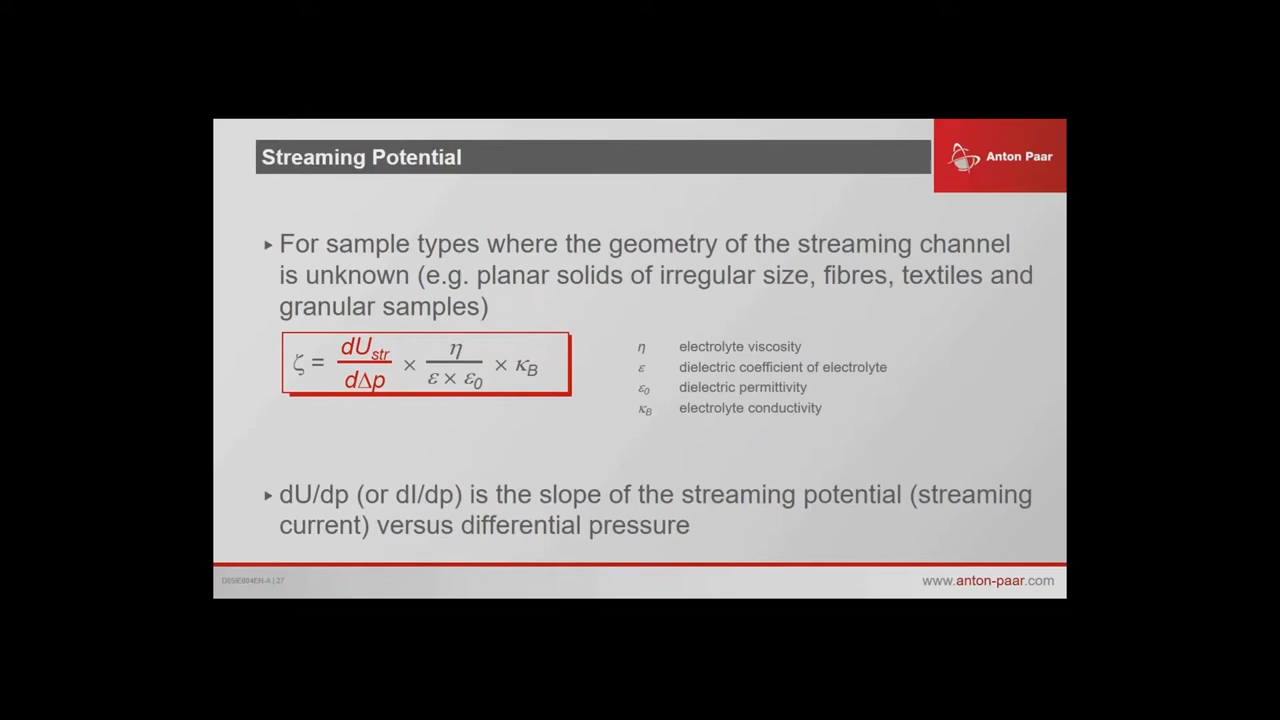 Streaming Potential
Anton Paar
▸ For sample types where the geometry of the streaming channel
is unknown (e.g. planar solids of irregular size, fibres, textiles and
granular samples)
ζ = dU_str / dΔp × η / (ε × ε₀) × κ_B
η electrolyte viscosity
ε dielectric coefficient of electrolyte
ε₀ dielectric permittivity
κ_B electrolyte conductivity
▸ dU/dp (or dI/dp) is the slope of the streaming potential (streaming
current) versus differential pressure
www.anton-paar.com